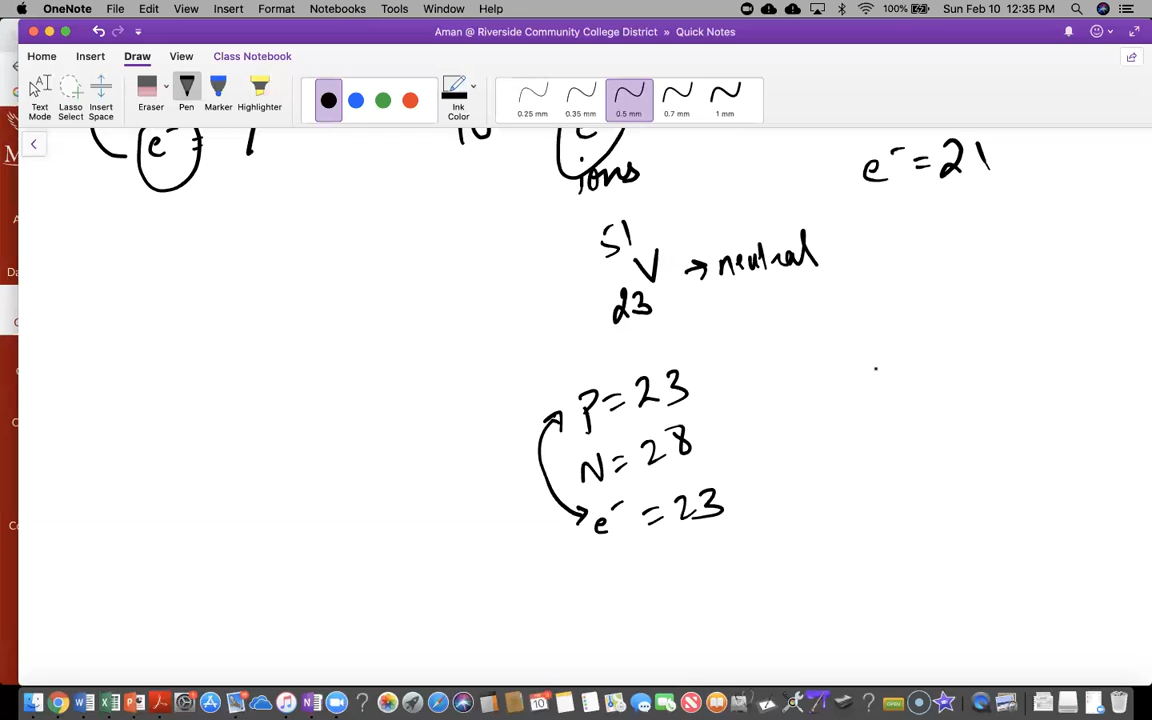 OneNote File Edit View Insert Format Notebooks Tools Window Help 100% Sun Feb 10 12:35 PM
Aman @ Riverside Community College District › Quick Notes
Home Insert Draw View Class Notebook
Text Mode
Lasso Select
Insert Space
Eraser
Pen
Marker
Highlighter
Ink Color
0.25 mm 0.35 mm 0.5 mm 0.7 mm 1 mm
e⁻ =
e⁻ = 21
ions
51
V → neutral
23
P = 23
N = 28
e⁻ = 23